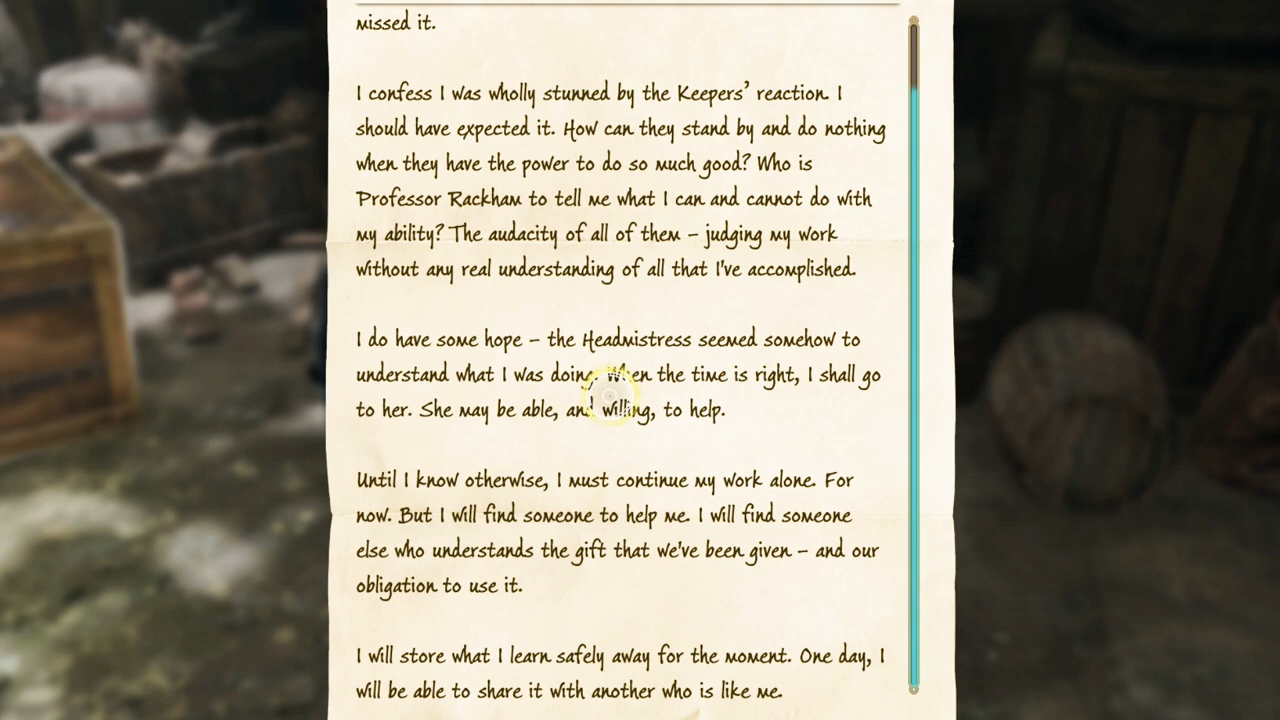 missed it.
I confess I was wholly stunned by the Keepers' reaction. I
should have expected it. How can they stand by and do nothing
when they have the power to do so much good? Who is
Professor Rackham to tell me what I can and cannot do with
my ability? The audacity of all of them – judging my work
without any real understanding of all that I've accomplished.
I do have some hope – the Headmistress seemed somehow to
understand what I was doing. When the time is right, I shall go
to her. She may be able, and willing, to help.
Until I know otherwise, I must continue my work alone. For
now. But I will find someone to help me. I will find someone
else who understands the gift that we've been given – and our
obligation to use it.
I will store what I learn safely away for the moment. One day, I
will be able to share it with another who is like me.